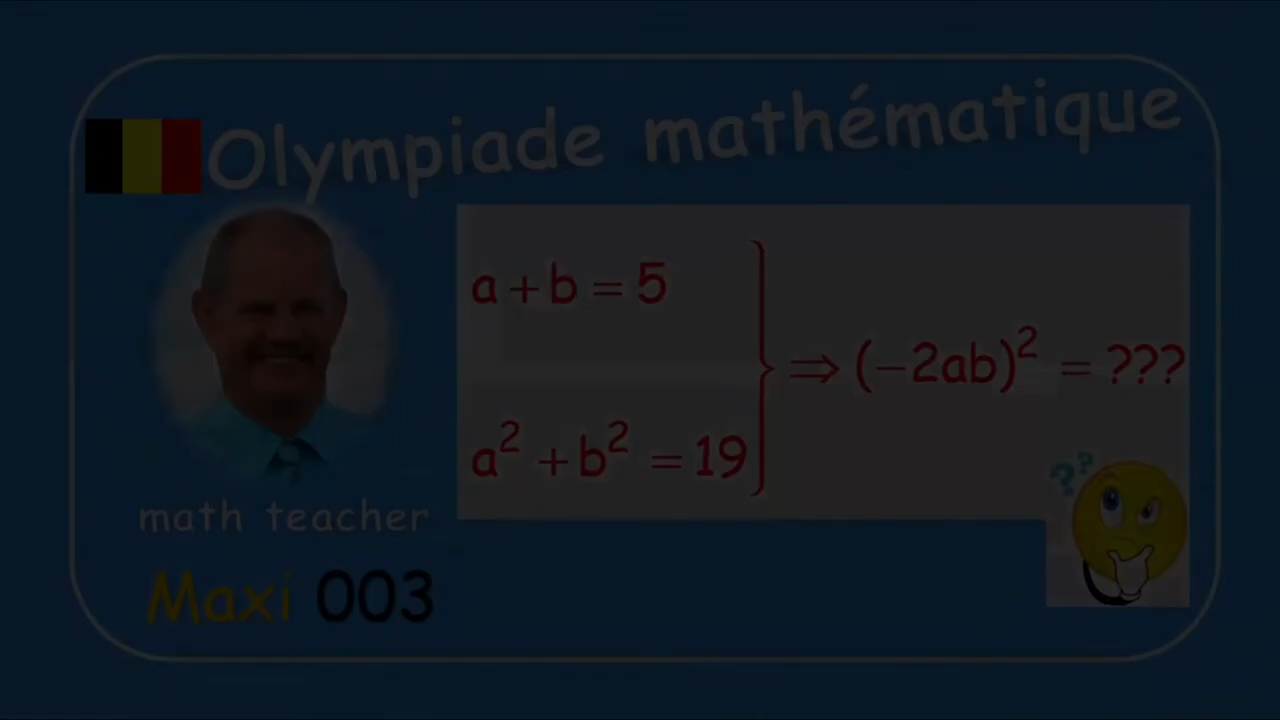 Olympiade mathématique
a + b = 5
⇒ (−2ab)² = ???
a² + b² = 19
??
math teacher
Maxi 003